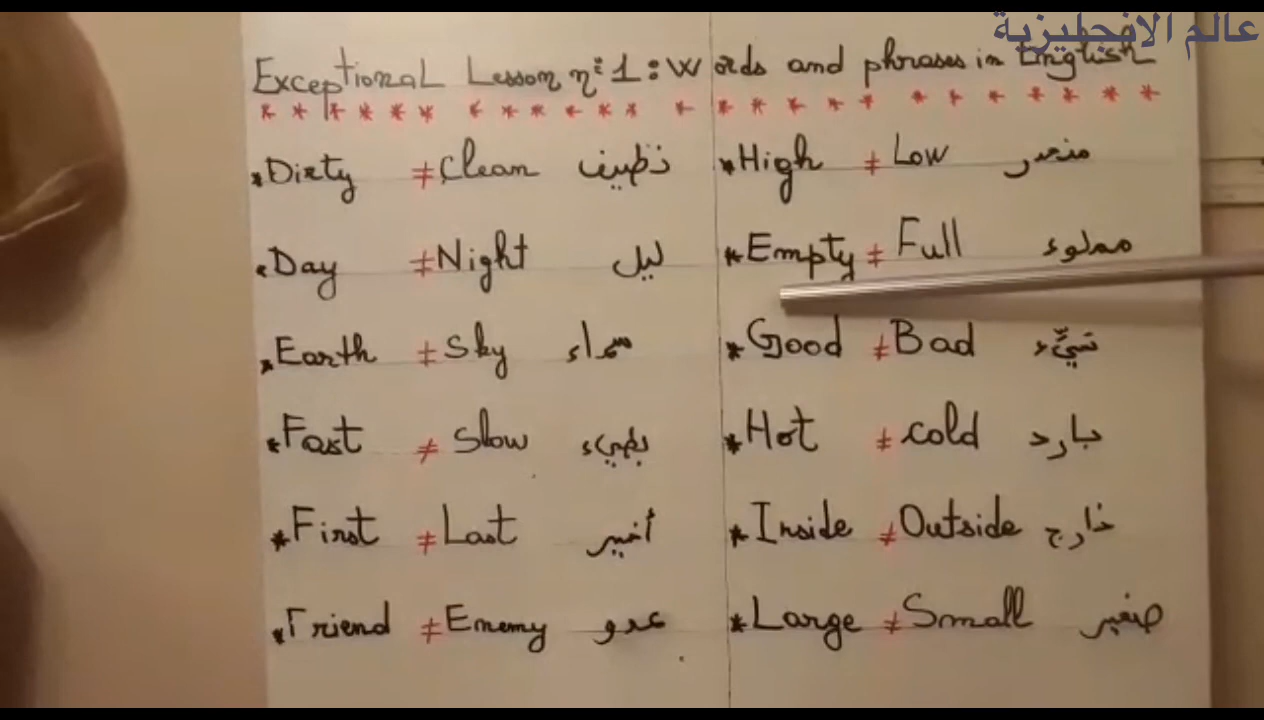 عالم الانجليزية
Exceptional Lesson n°1 : Words and phrases in English
* * * * * * * * * * * * * * * * * * * * * * * * *
*Dirty ≠ Clean نظيف
*Day ≠ Night ليل
*Earth ≠ Sky سماء
*Fast ≠ Slow بطيء
*First ≠ Last أخير
*Friend ≠ Enemy عدو
*High ≠ Low منحدر
*Empty ≠ Full مملوء
*Good ≠ Bad سيّء
*Hot ≠ cold بارد
*Inside ≠ Outside خارج
*Large ≠ Small صغير